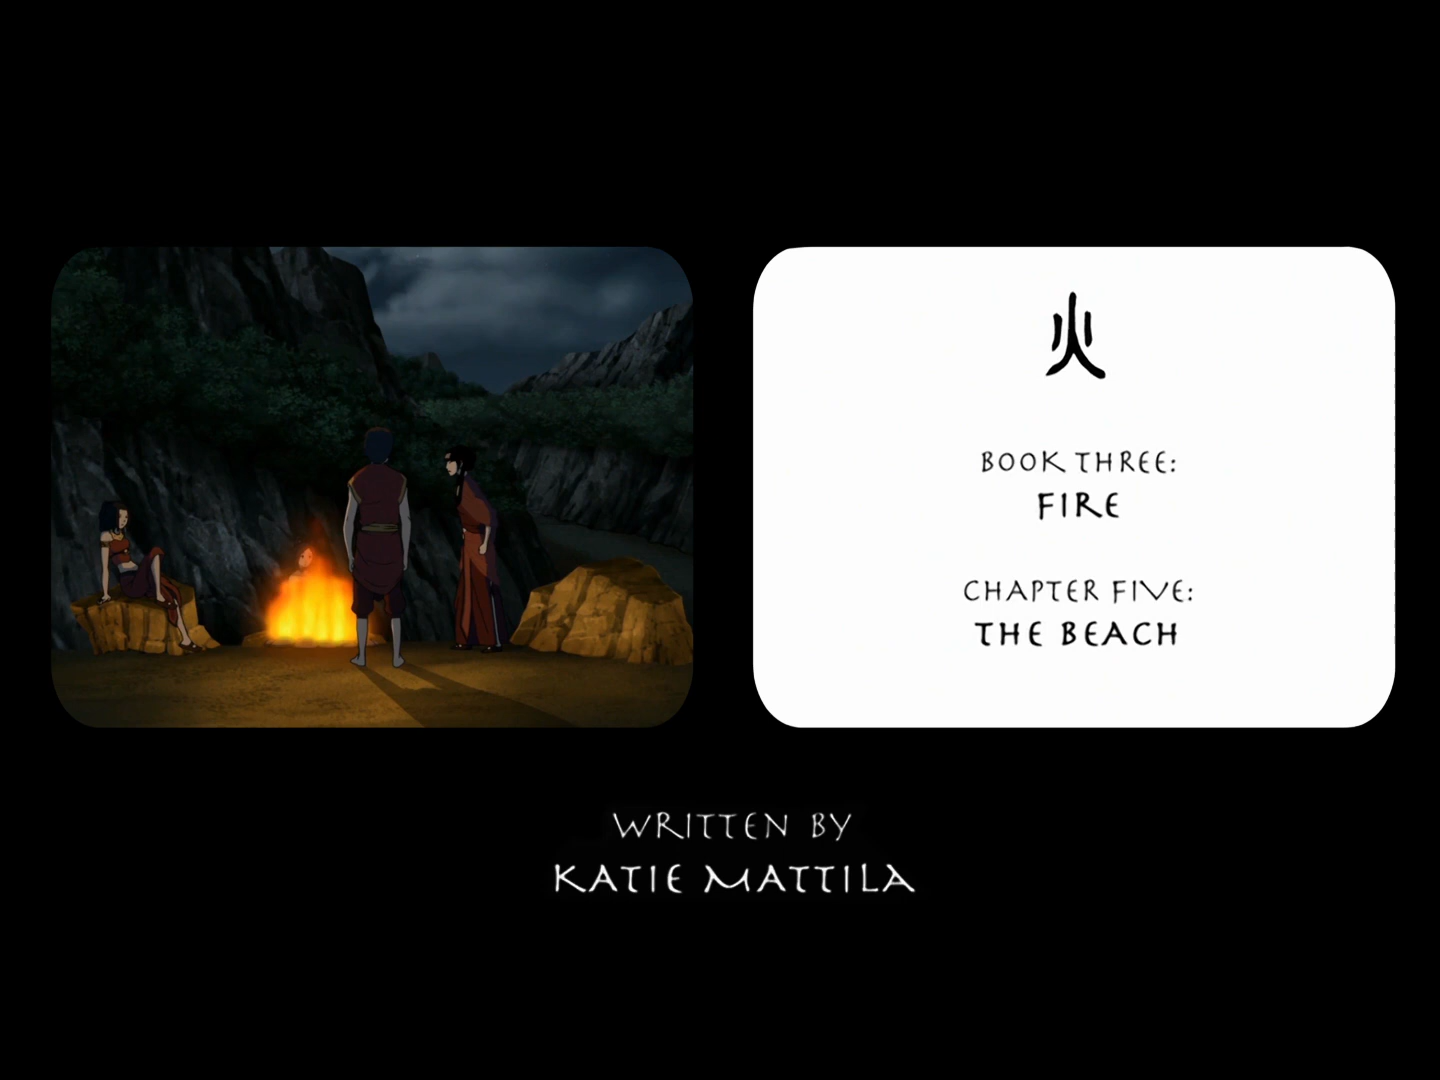 火
BOOK THREE:
FIRE
CHAPTER FIVE:
THE BEACH
WRITTEN BY
KATIE MATTILA